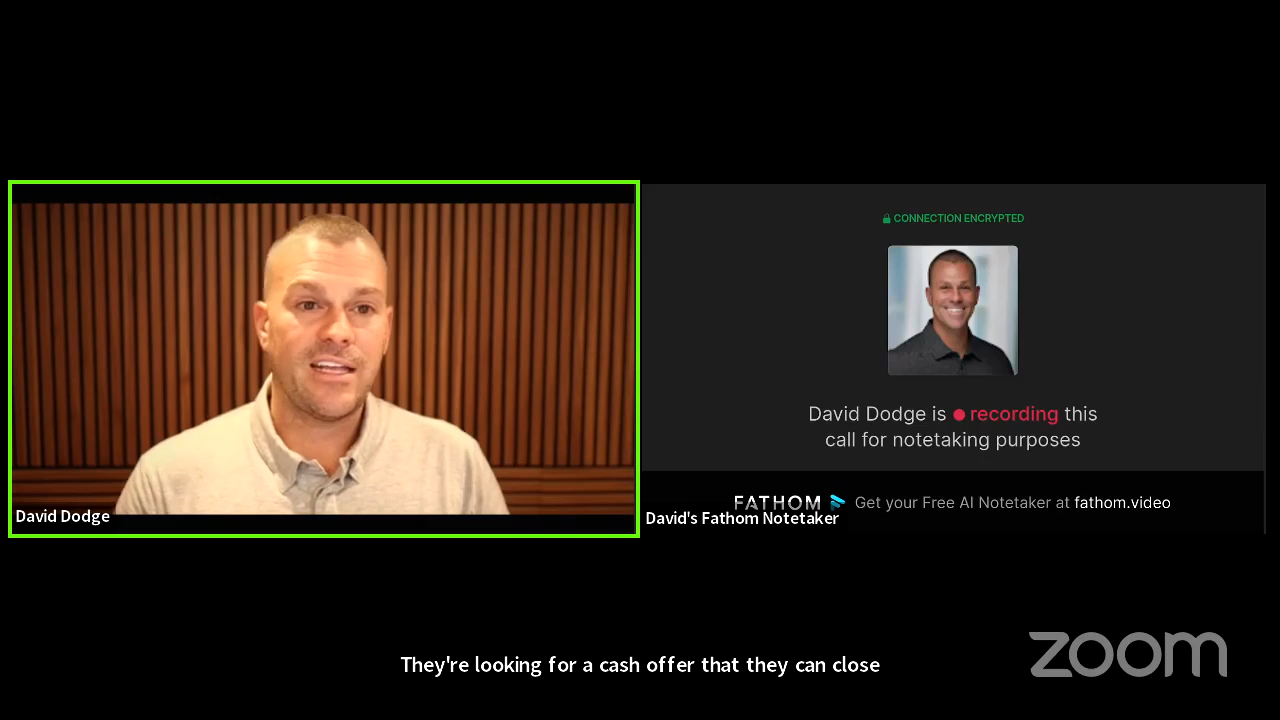 CONNECTION ENCRYPTED
David Dodge is recording this
call for notetaking purposes
FATHOM Get your Free AI Notetaker at fathom.video
David Dodge
David's Fathom Notetaker
They're looking for a cash offer that they can close
zoom